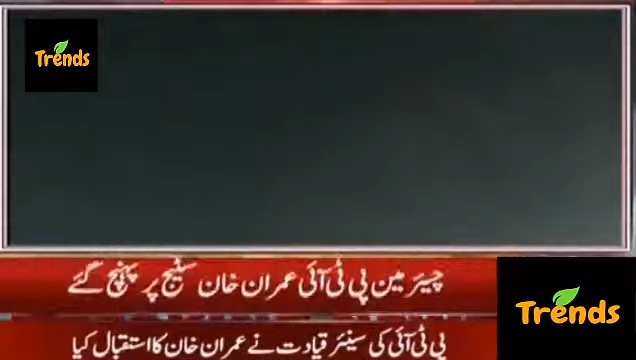 Trends
چیئرمین پی ٹی آئی عمران خان سٹیج پر پہنچ گئے
پی ٹی آئی کی سینئر قیادت نے عمران خان کا استقبال کیا
Trends